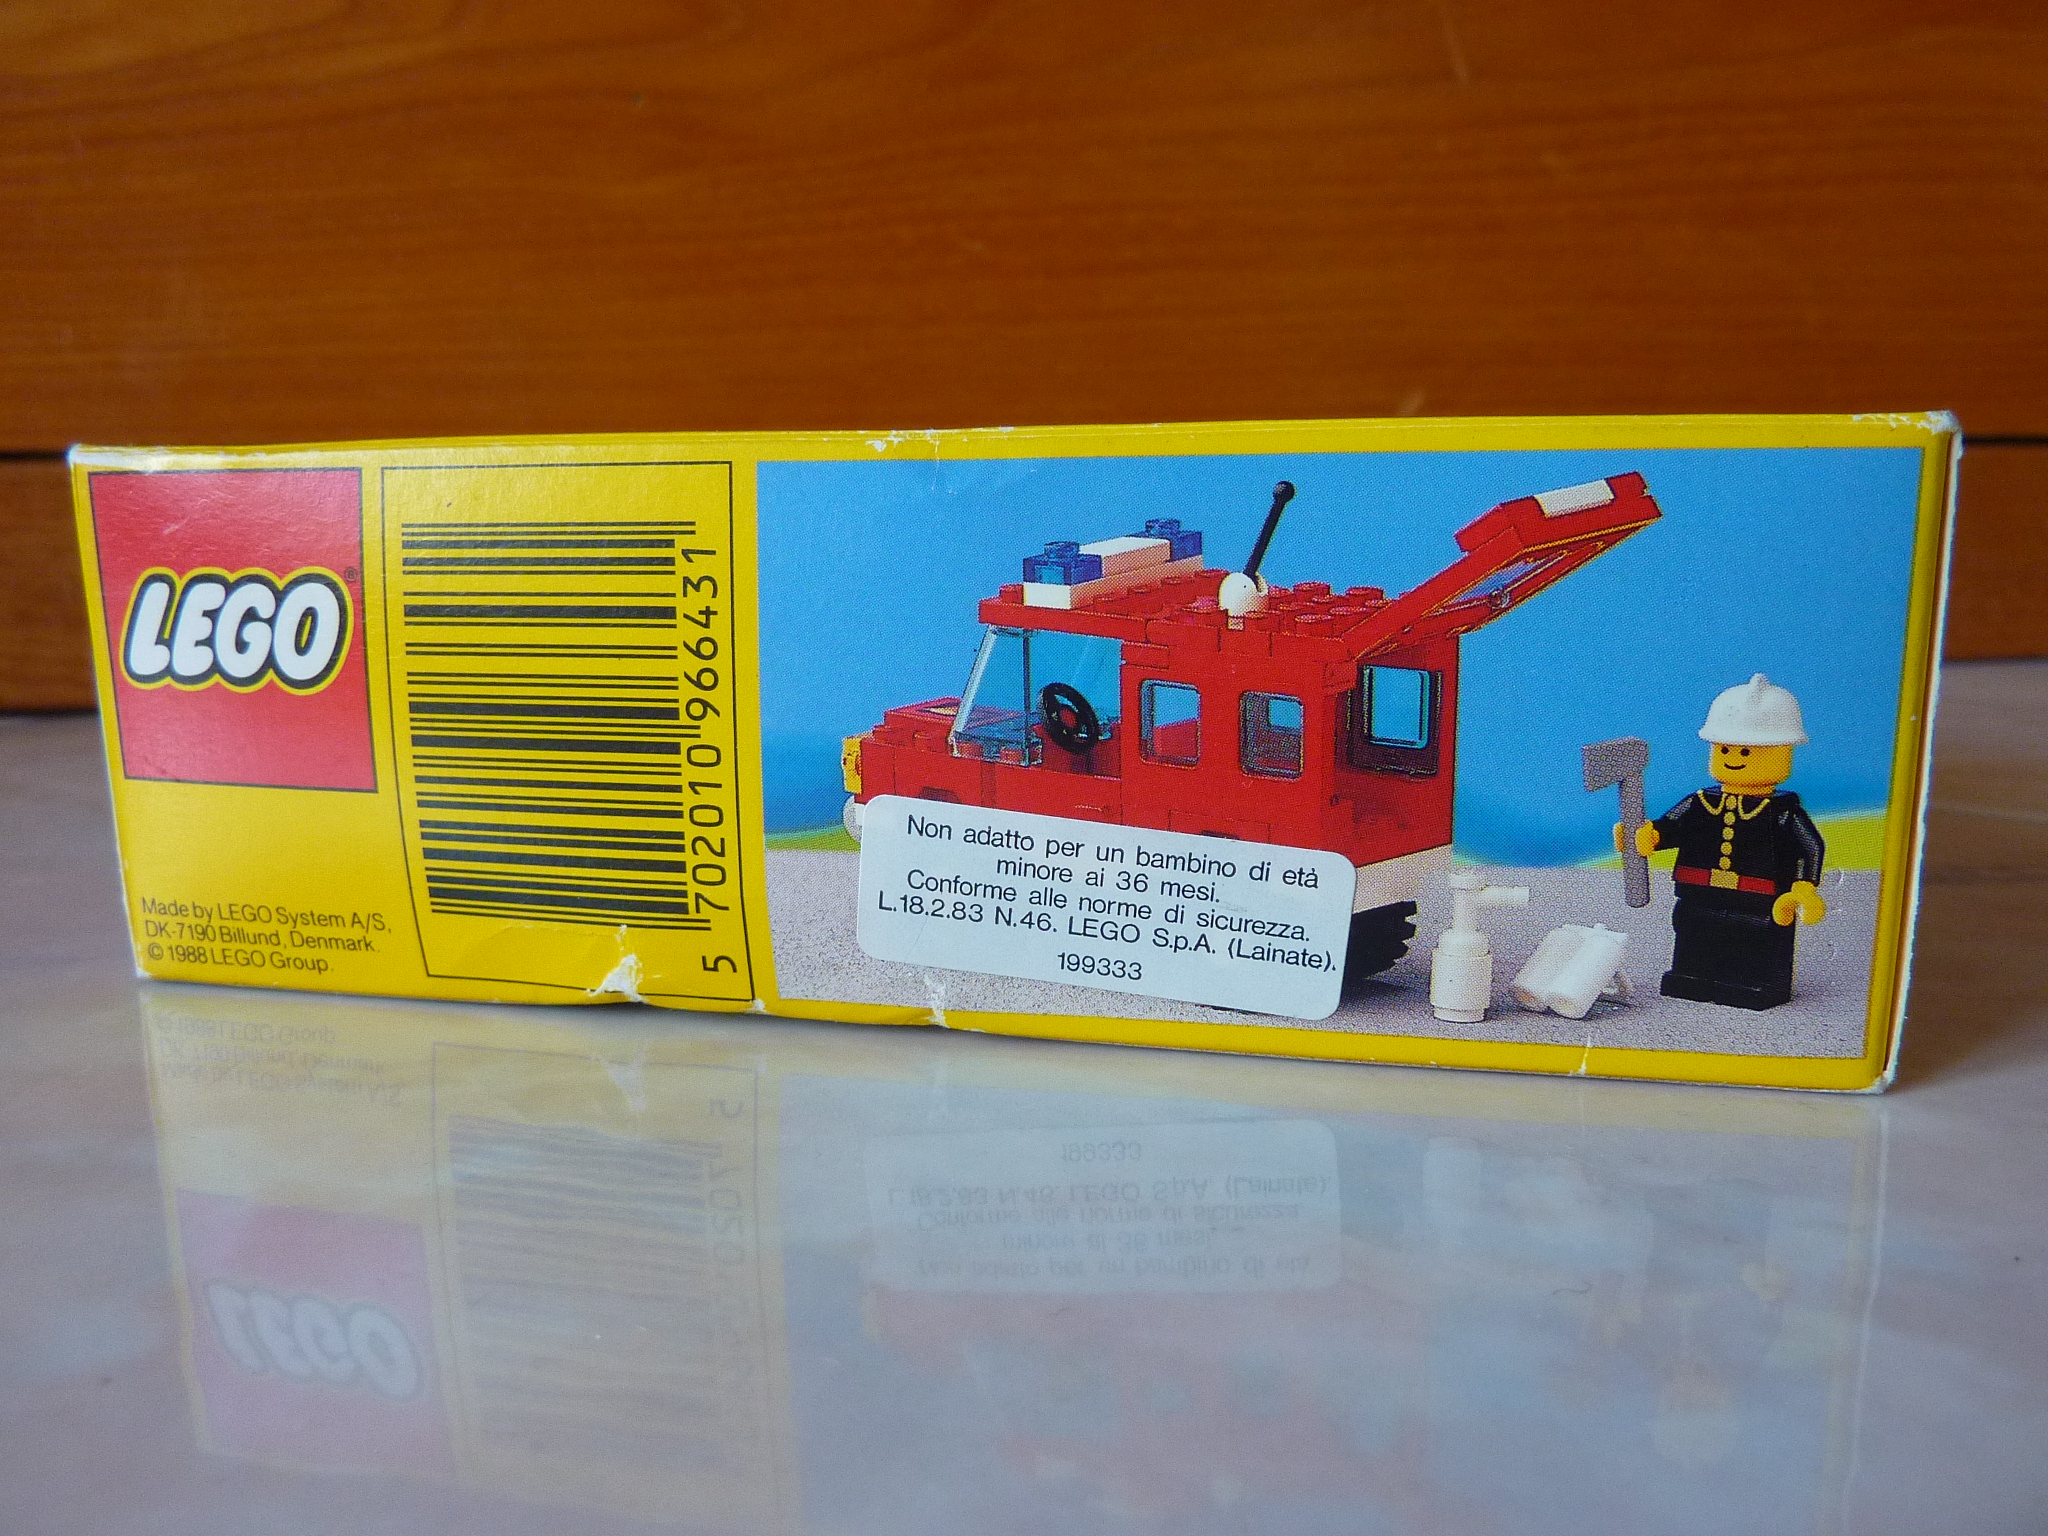 LEGO®
Made by LEGO System A/S,
DK-7190 Billund, Denmark.
© 1988 LEGO Group.
5 702010 966431
Non adatto per un bambino di età
minore ai 36 mesi.
Conforme alle norme di sicurezza.
L.18.2.83 N.46. LEGO S.p.A. (Lainate).
199333